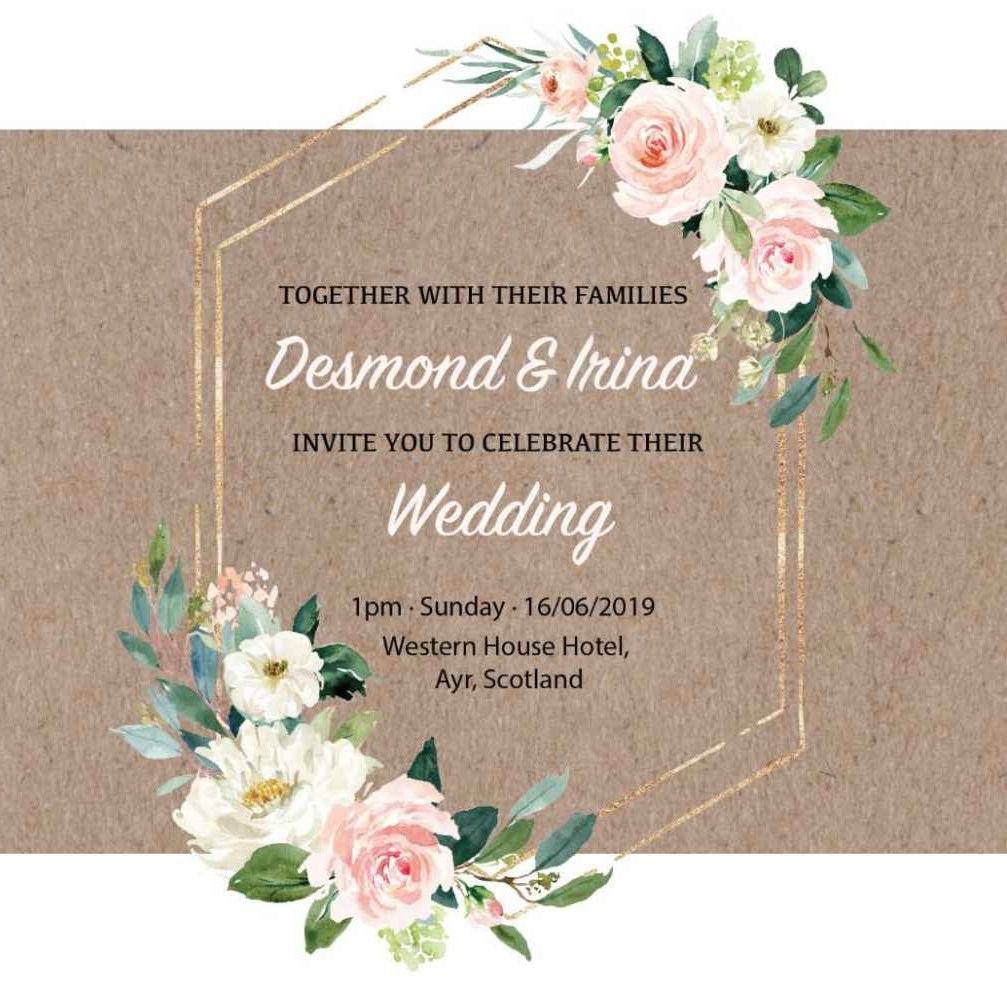 TOGETHER WITH THEIR FAMILIES
Desmond & Irina
INVITE YOU TO CELEBRATE THEIR
Wedding
1pm · Sunday · 16/06/2019
Western House Hotel,
Ayr, Scotland